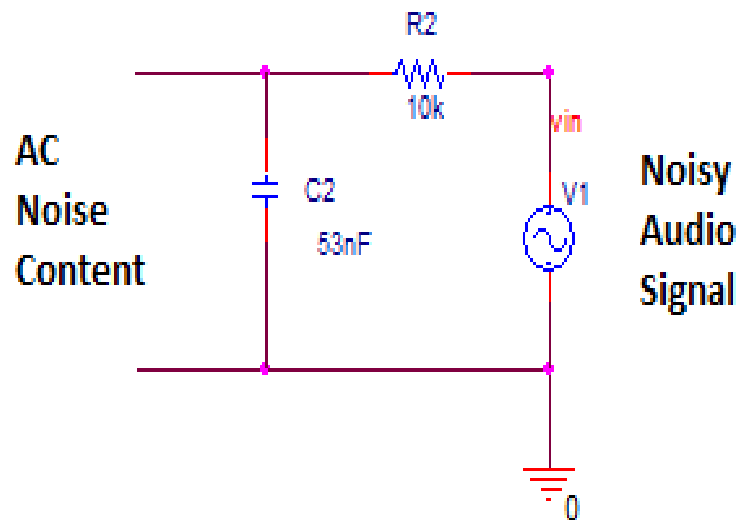 R2
10k
vin
AC
Noise
Content
C2
53nF
V1
Noisy
Audio
Signal
0